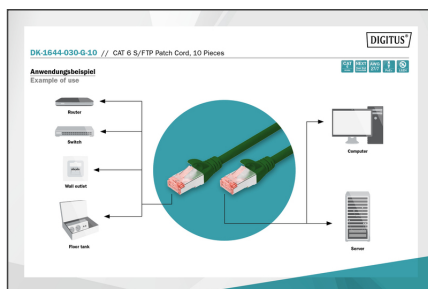 DIGITUS®
DK-1644-030-G-10 // CAT 6 S/FTP Patch Cord, 10 Pieces
Anwendungsbeispiel
Example of use
Router
Switch
Wall outlet
Floor tank
Computer
Server